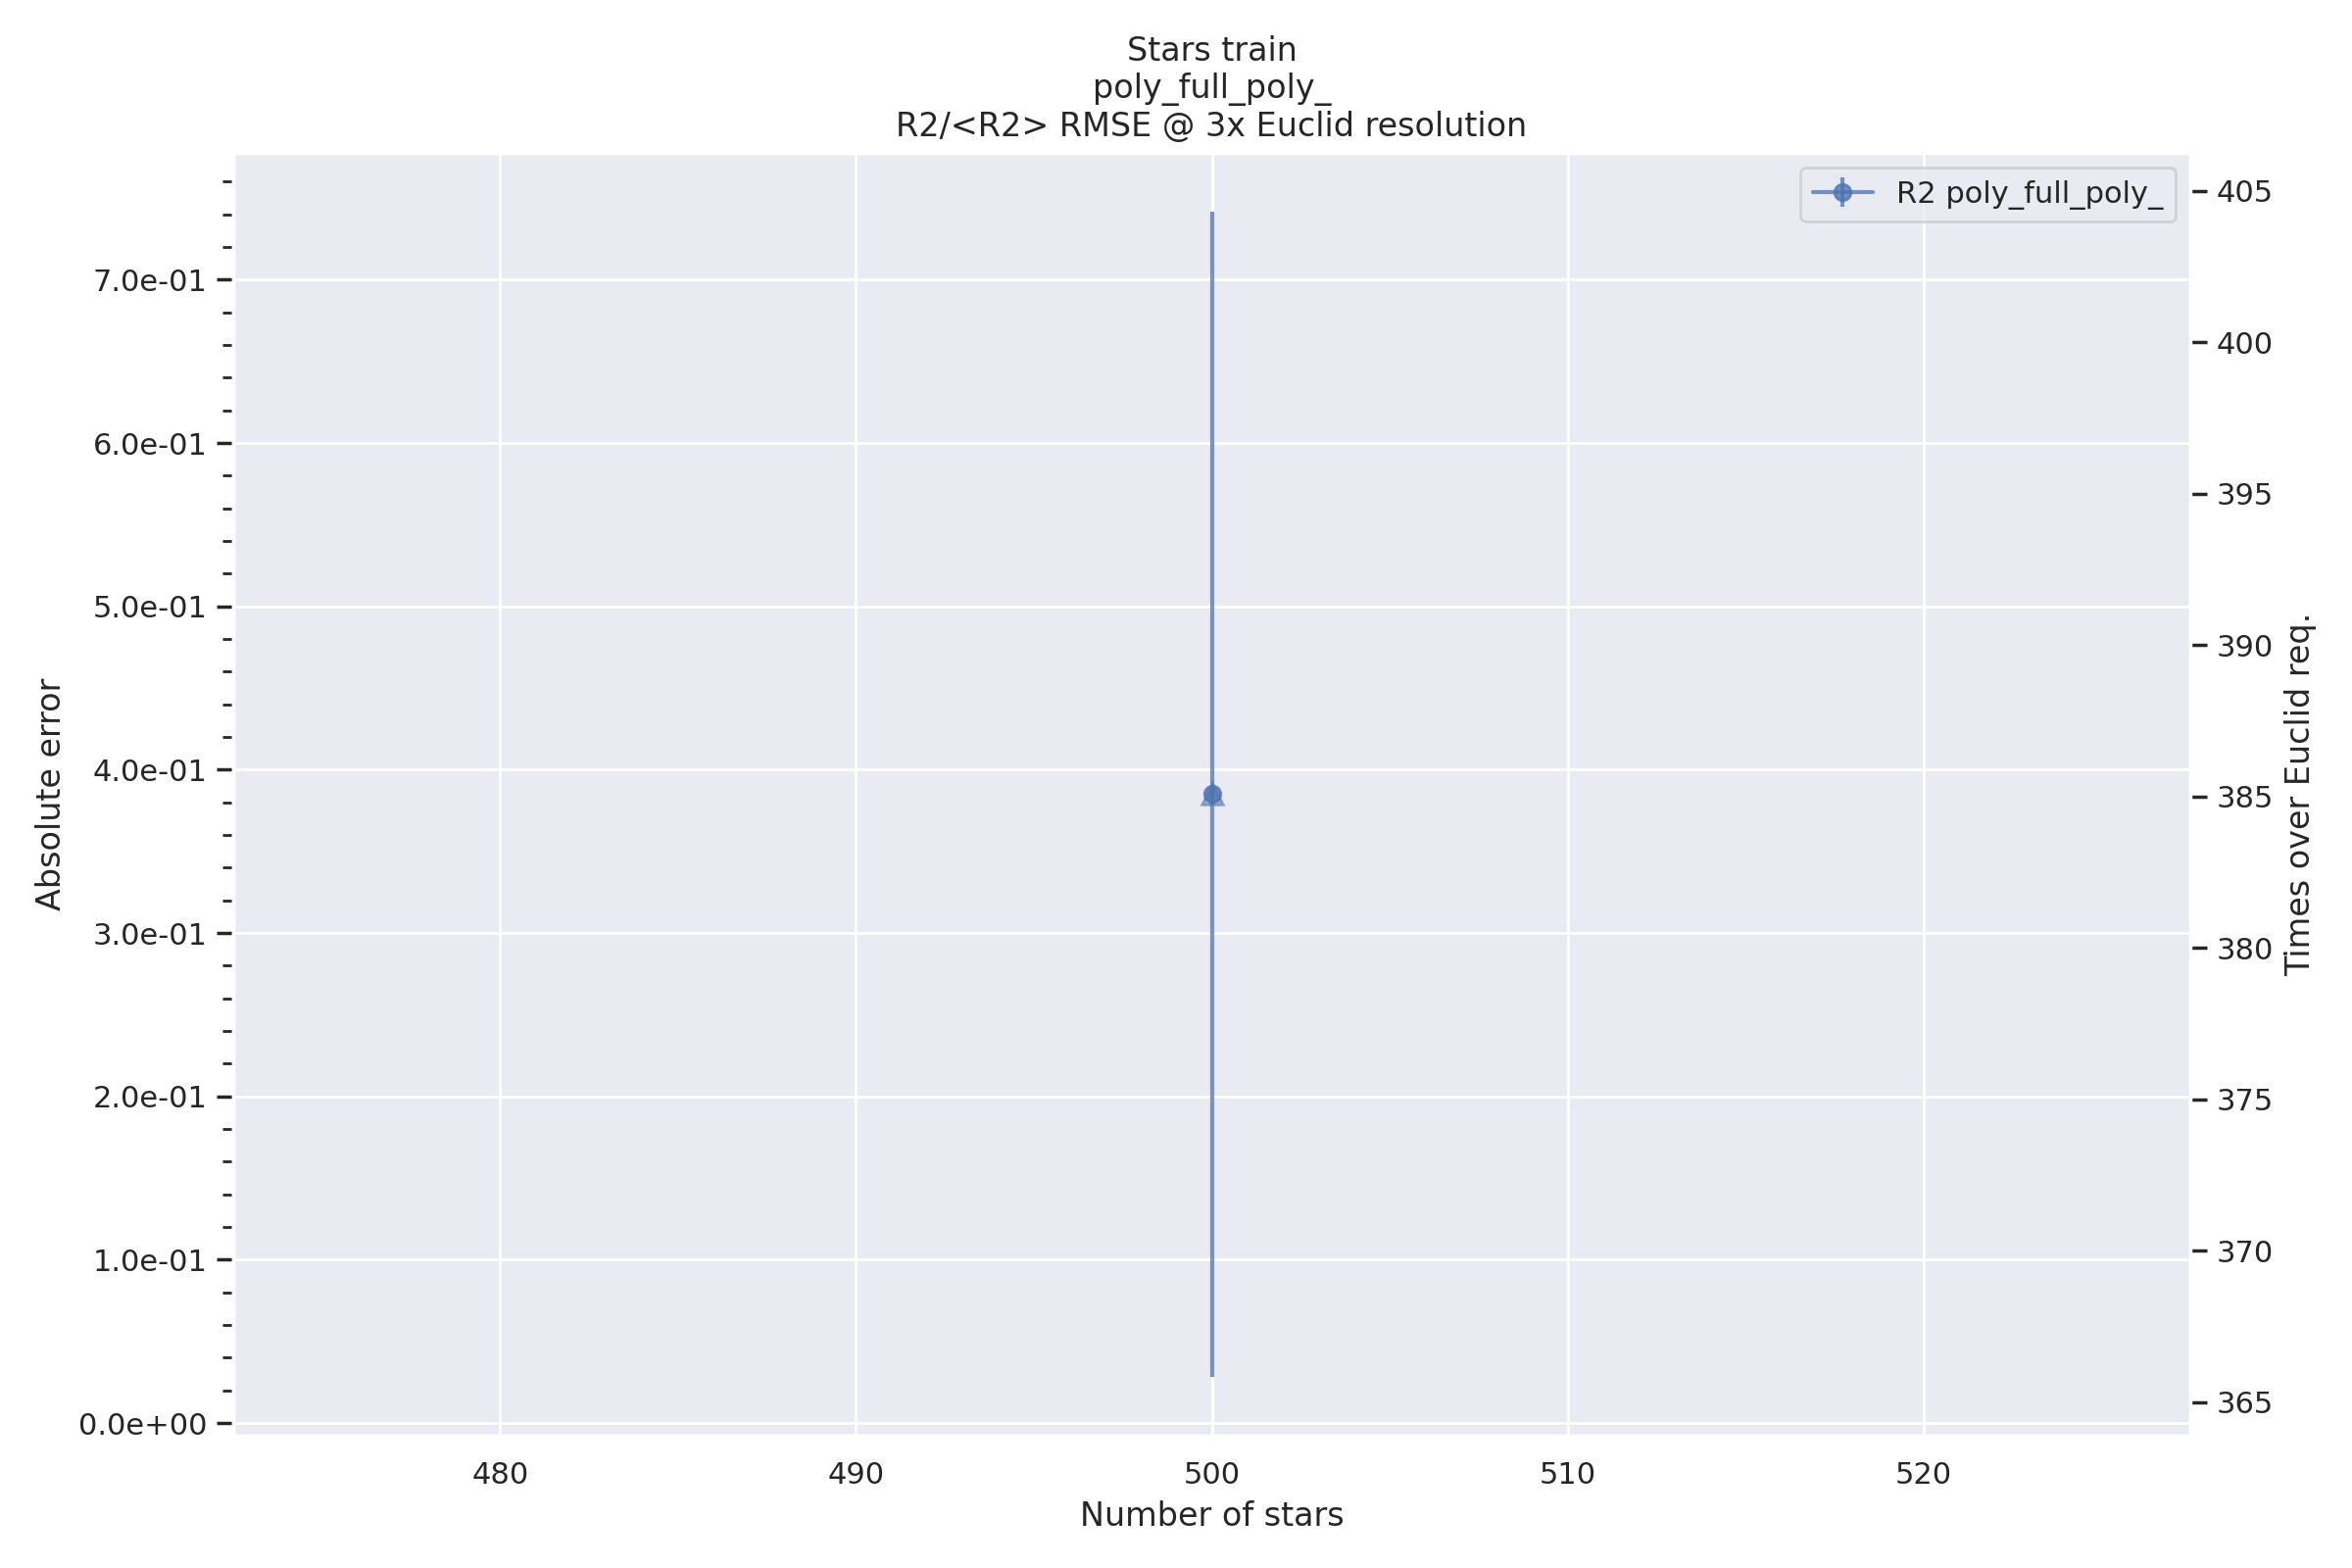 Stars train
poly_full_poly_
R2/<R2> RMSE @ 3x Euclid resolution
R2 poly_full_poly_
Absolute error
7.0e-01
6.0e-01
5.0e-01
4.0e-01
3.0e-01
2.0e-01
1.0e-01
0.0e+00
405
400
395
390
385
380
375
370
365
Times over Euclid req.
480
490
500
510
520
Number of stars